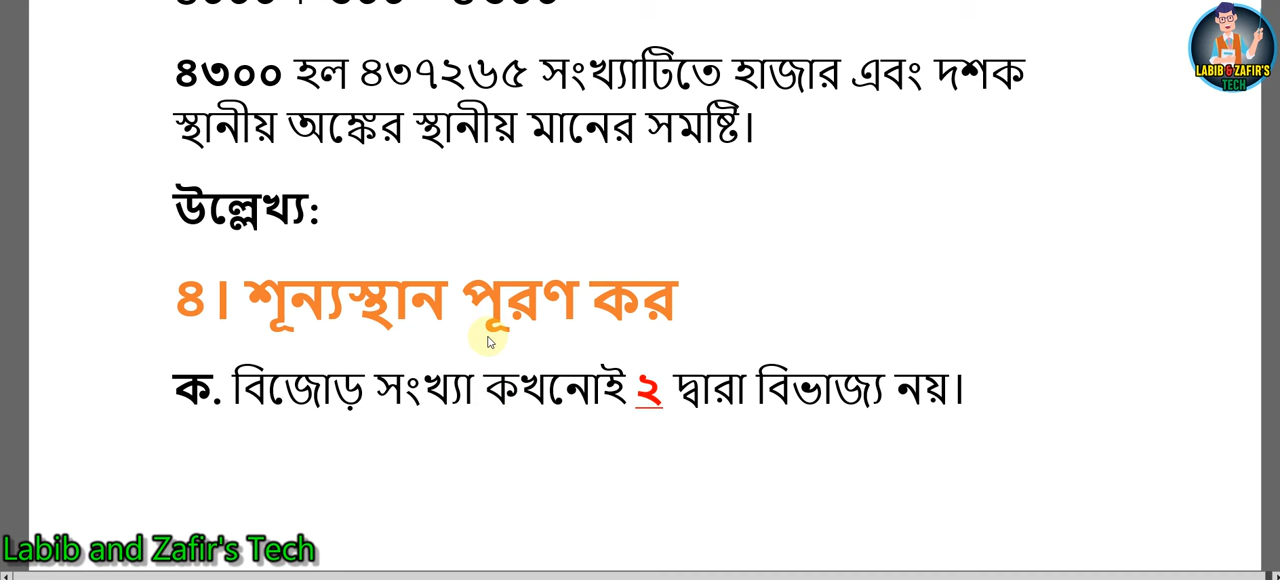 ৪৩০০ হল ৪৩৭২৬৫ সংখ্যাটিতে হাজার এবং দশক
স্থানীয় অঙ্কের স্থানীয় মানের সমষ্টি।
উল্লেখ্য:
৪। শূন্যস্থান পূরণ কর
ক. বিজোড় সংখ্যা কখনোই ২ দ্বারা বিভাজ্য নয়।
LABIB & ZAFIR'S
TECH
Labib and Zafir's Tech